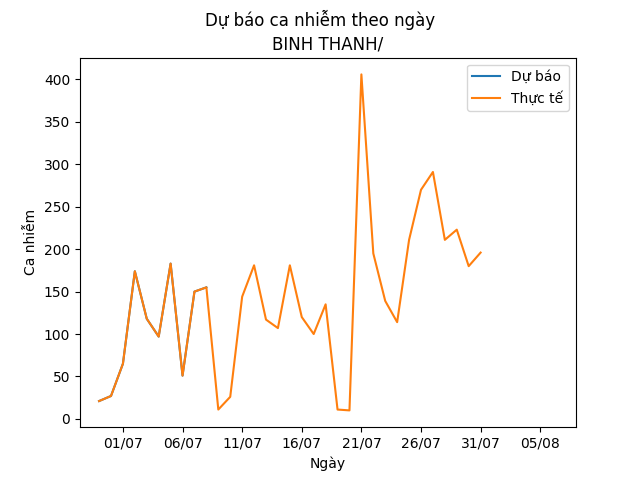 Dự báo ca nhiễm theo ngày
BINH THANH/
Dự báo
Thực tế
400
350
300
250
200
150
100
50
0
Ca nhiễm
01/07 06/07 11/07 16/07 21/07 26/07 31/07 05/08
Ngày